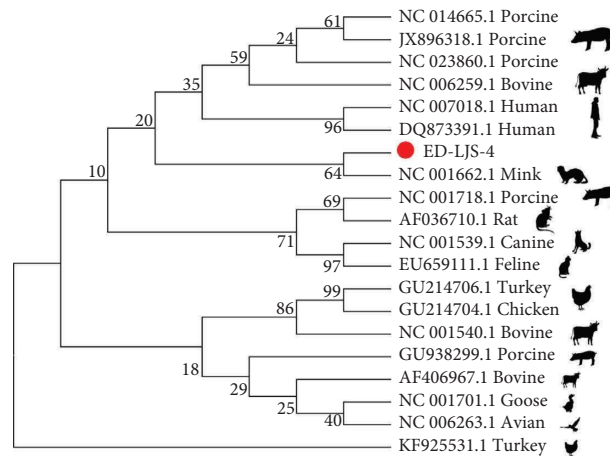 NC 014665.1 Porcine
61
JX896318.1 Porcine
24
NC 023860.1 Porcine
59
NC 006259.1 Bovine
35
NC 007018.1 Human
20
96
DQ873391.1 Human
ED-LJS-4
10
64
NC 001662.1 Mink
69
NC 001718.1 Porcine
AF036710.1 Rat
71
NC 001539.1 Canine
97
EU659111.1 Feline
99
GU214706.1 Turkey
86
GU214704.1 Chicken
NC 001540.1 Bovine
18
GU938299.1 Porcine
29
AF406967.1 Bovine
25
NC 001701.1 Goose
40
NC 006263.1 Avian
KF925531.1 Turkey